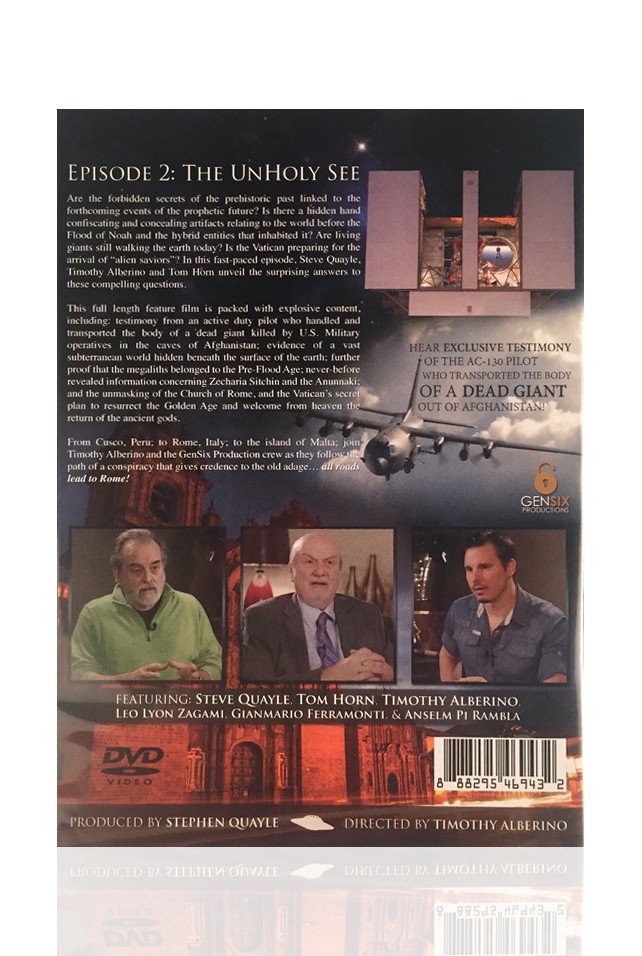 EPISODE 2: THE UNHOLY SEE
Are the forbidden secrets of the prehistoric past linked to the
forthcoming events of the prophetic future? Is there a hidden hand
confiscating and concealing artifacts relating to the world before the
Flood of Noah and the hybrid entities that inhabited it? Are living
giants still walking the earth today? Is the Vatican preparing for the
arrival of "alien saviors"? In this fast-paced episode, Steve Quayle,
Timothy Alberino and Tom Horn unveil the surprising answers to
these compelling questions.
This full length feature film is packed with explosive content,
including: testimony from an active duty pilot who handled and
transported the body of a dead giant killed by U.S. Military
operatives in the caves of Afghanistan; evidence of a vast
subterranean world hidden beneath the surface of the earth; further
proof that the megaliths belonged to the Pre-Flood Age; never-before
revealed information concerning Zecharia Sitchin and the Anunnaki;
and the unmasking of the Church of Rome, and the Vatican's secret
plan to resurrect the Golden Age and welcome from heaven the
return of the ancient gods.
From Cusco, Peru; to Rome, Italy; to the island of Malta; join
Timothy Alberino and the GenSix Production crew as they follow the
path of a conspiracy that gives credence to the old adage... all roads
lead to Rome!
HEAR EXCLUSIVE TESTIMONY
OF THE AC-130 PILOT
WHO TRANSPORTED THE BODY
OF A DEAD GIANT
OUT OF AFGHANISTAN!
GENSIX
PRODUCTIONS
FEATURING: STEVE QUAYLE, TOM HORN, TIMOTHY ALBERINO,
LEO LYON ZAGAMI, GIANMARIO FERRAMONTI, & ANSELM PI RAMBLA
DVD
VIDEO
8 88295 46943 2
PRODUCED BY STEPHEN QUAYLE
DIRECTED BY TIMOTHY ALBERINO